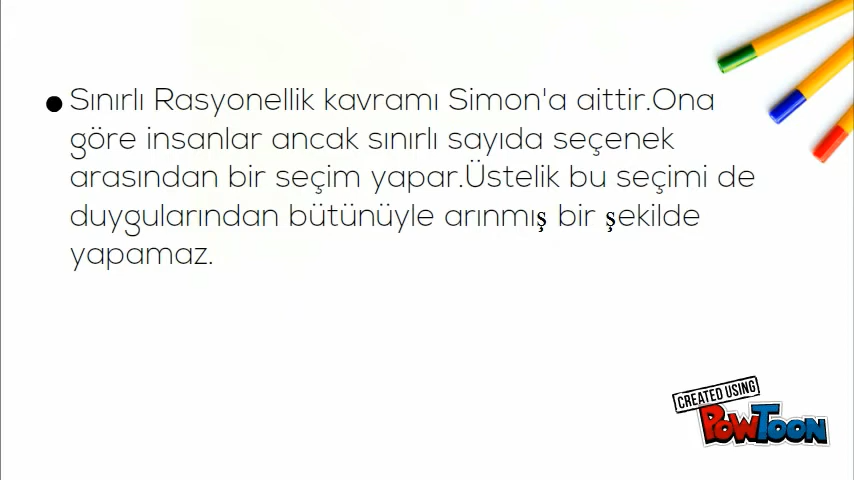 Sınırlı Rasyonellik kavramı Simon'a aittir.Ona
göre insanlar ancak sınırlı sayıda seçenek
arasından bir seçim yapar.Üstelik bu seçimi de
duygularından bütünüyle arınmış bir şekilde
yapamaz.
CREATED USING
POWTOON